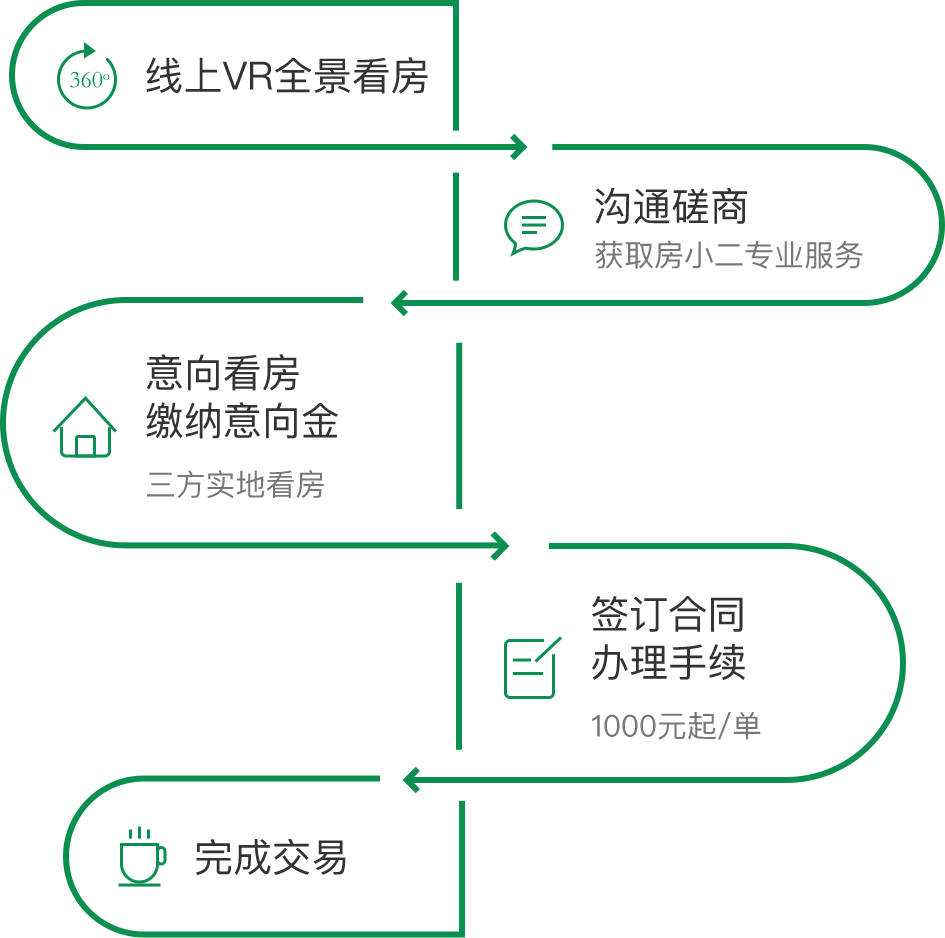 360°
线上VR全景看房
沟通磋商
获取房小二专业服务
意向看房
缴纳意向金
三方实地看房
签订合同
办理手续
1000元起/单
完成交易